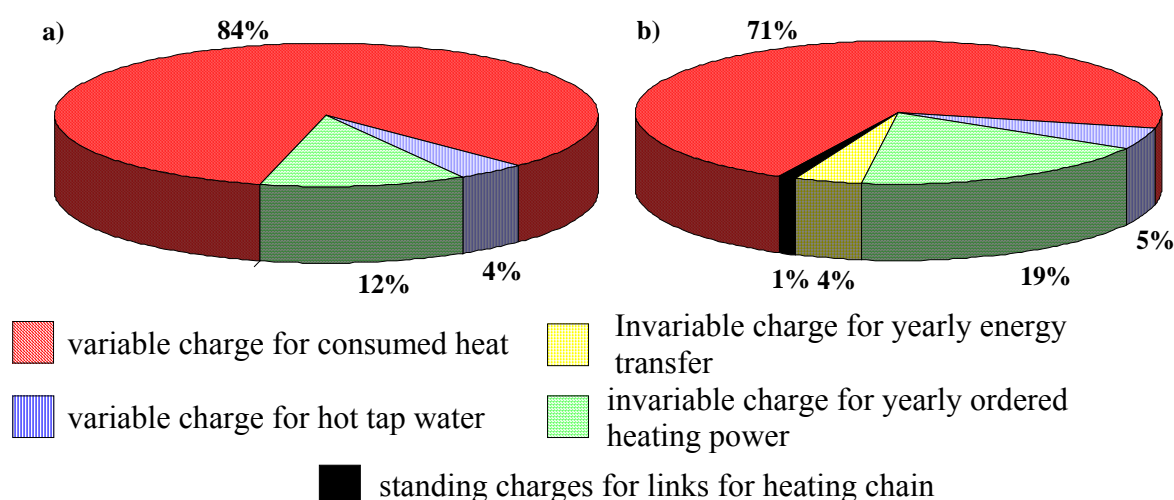 a)
84%
12%
4%
b)
71%
1%
4%
19%
5%
variable charge for consumed heat
Invariable charge for yearly energy
transfer
variable charge for hot tap water
invariable charge for yearly ordered
heating power
standing charges for links for heating chain